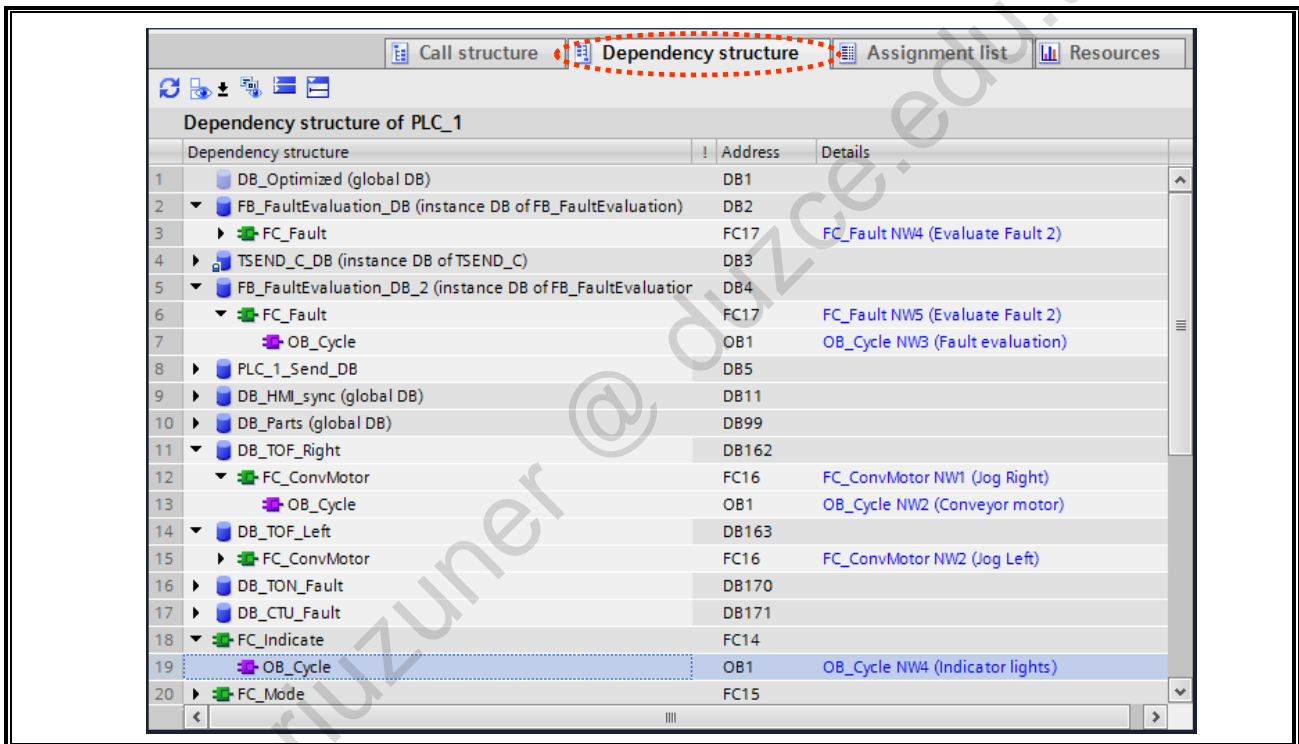 Call structure Dependency structure Assignment list Resources
Dependency structure of PLC_1
Dependency structure ! Address Details
1 DB_Optimized (global DB) DB1
2 FB_FaultEvaluation_DB (instance DB of FB_FaultEvaluation) DB2
3 FC_Fault FC17 FC_Fault NW4 (Evaluate Fault 2)
4 TSEND_C_DB (instance DB of TSEND_C) DB3
5 FB_FaultEvaluation_DB_2 (instance DB of FB_FaultEvaluation DB4
6 FC_Fault FC17 FC_Fault NW5 (Evaluate Fault 2)
7 OB_Cycle OB1 OB_Cycle NW3 (Fault evaluation)
8 PLC_1_Send_DB DB5
9 DB_HMI_sync (global DB) DB11
10 DB_Parts (global DB) DB99
11 DB_TOF_Right DB162
12 FC_ConvMotor FC16 FC_ConvMotor NW1 (Jog Right)
13 OB_Cycle OB1 OB_Cycle NW2 (Conveyor motor)
14 DB_TOF_Left DB163
15 FC_ConvMotor FC16 FC_ConvMotor NW2 (Jog Left)
16 DB_TON_Fault DB170
17 DB_CTU_Fault DB171
18 FC_Indicate FC14
19 OB_Cycle OB1 OB_Cycle NW4 (Indicator lights)
20 FC_Mode FC15
riuzuner @ duzce.edu.